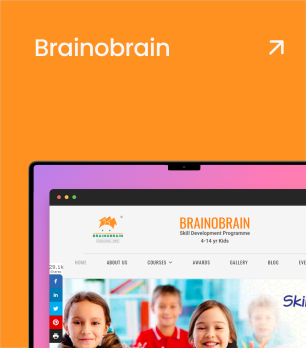 Brainobrain
BRAINOBRAIN
BRAINOBRAIN
Skill Development Programme
4-14 yr Kids
HOME ABOUT US COURSES AWARDS GALLERY BLOG EVE
29.1k
Skil